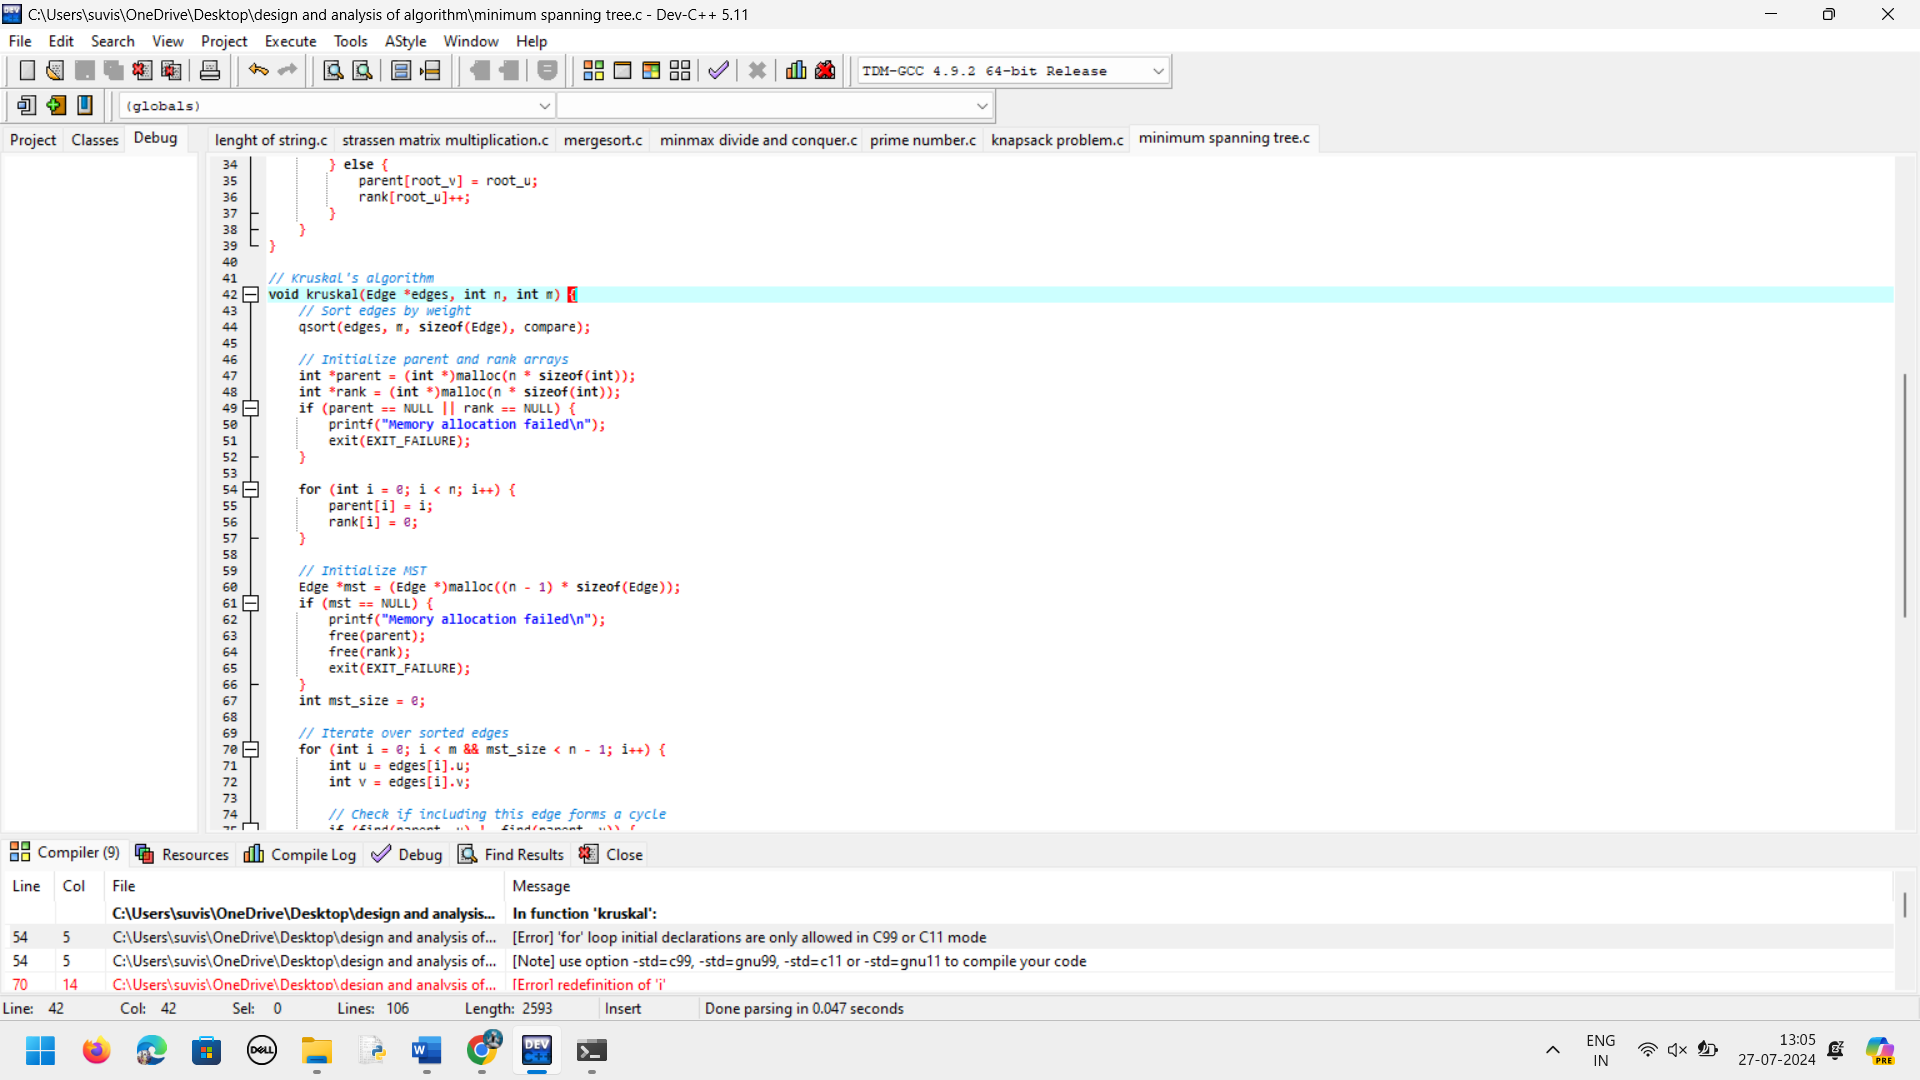 C:\Users\suvis\OneDrive\Desktop\design and analysis of algorithm\minimum spanning tree.c - Dev-C++ 5.11
File Edit Search View Project Execute Tools AStyle Window Help
TDM-GCC 4.9.2 64-bit Release
(globals)
Project Classes Debug
lenght of string.c strassen matrix multiplication.c mergesort.c minmax divide and conquer.c prime number.c knapsack problem.c minimum spanning tree.c
34 } else {
35 parent[root_v] = root_u;
36 rank[root_u]++;
37 }
38 }
39 }
40
41 // Kruskal's algorithm
42 void kruskal(Edge *edges, int n, int m) {
43 // Sort edges by weight
44 qsort(edges, m, sizeof(Edge), compare);
45
46 // Initialize parent and rank arrays
47 int *parent = (int *)malloc(n * sizeof(int));
48 int *rank = (int *)malloc(n * sizeof(int));
49 if (parent == NULL || rank == NULL) {
50 printf("Memory allocation failed\n");
51 exit(EXIT_FAILURE);
52 }
53
54 for (int i = 0; i < n; i++) {
55 parent[i] = i;
56 rank[i] = 0;
57 }
58
59 // Initialize MST
60 Edge *mst = (Edge *)malloc((n - 1) * sizeof(Edge));
61 if (mst == NULL) {
62 printf("Memory allocation failed\n");
63 free(parent);
64 free(rank);
65 exit(EXIT_FAILURE);
66 }
67 int mst_size = 0;
68
69 // Iterate over sorted edges
70 for (int i = 0; i < m && mst_size < n - 1; i++) {
71 int u = edges[i].u;
72 int v = edges[i].v;
73
74 // Check if including this edge forms a cycle
Compiler (9) Resources Compile Log Debug Find Results Close
Line Col File Message
C:\Users\suvis\OneDrive\Desktop\design and analysis... In function 'kruskal':
54 5 C:\Users\suvis\OneDrive\Desktop\design and analysis of... [Error] 'for' loop initial declarations are only allowed in C99 or C11 mode
54 5 C:\Users\suvis\OneDrive\Desktop\design and analysis of... [Note] use option -std=c99, -std=gnu99, -std=c11 or -std=gnu11 to compile your code
70 14 C:\Users\suvis\OneDrive\Desktop\design and analysis of... [Error] redefinition of 'i'
Line: 42 Col: 42 Sel: 0 Lines: 106 Length: 2593 Insert Done parsing in 0.047 seconds
DELL
DEV
C++
ENG
IN
13:05
27-07-2024
PRE